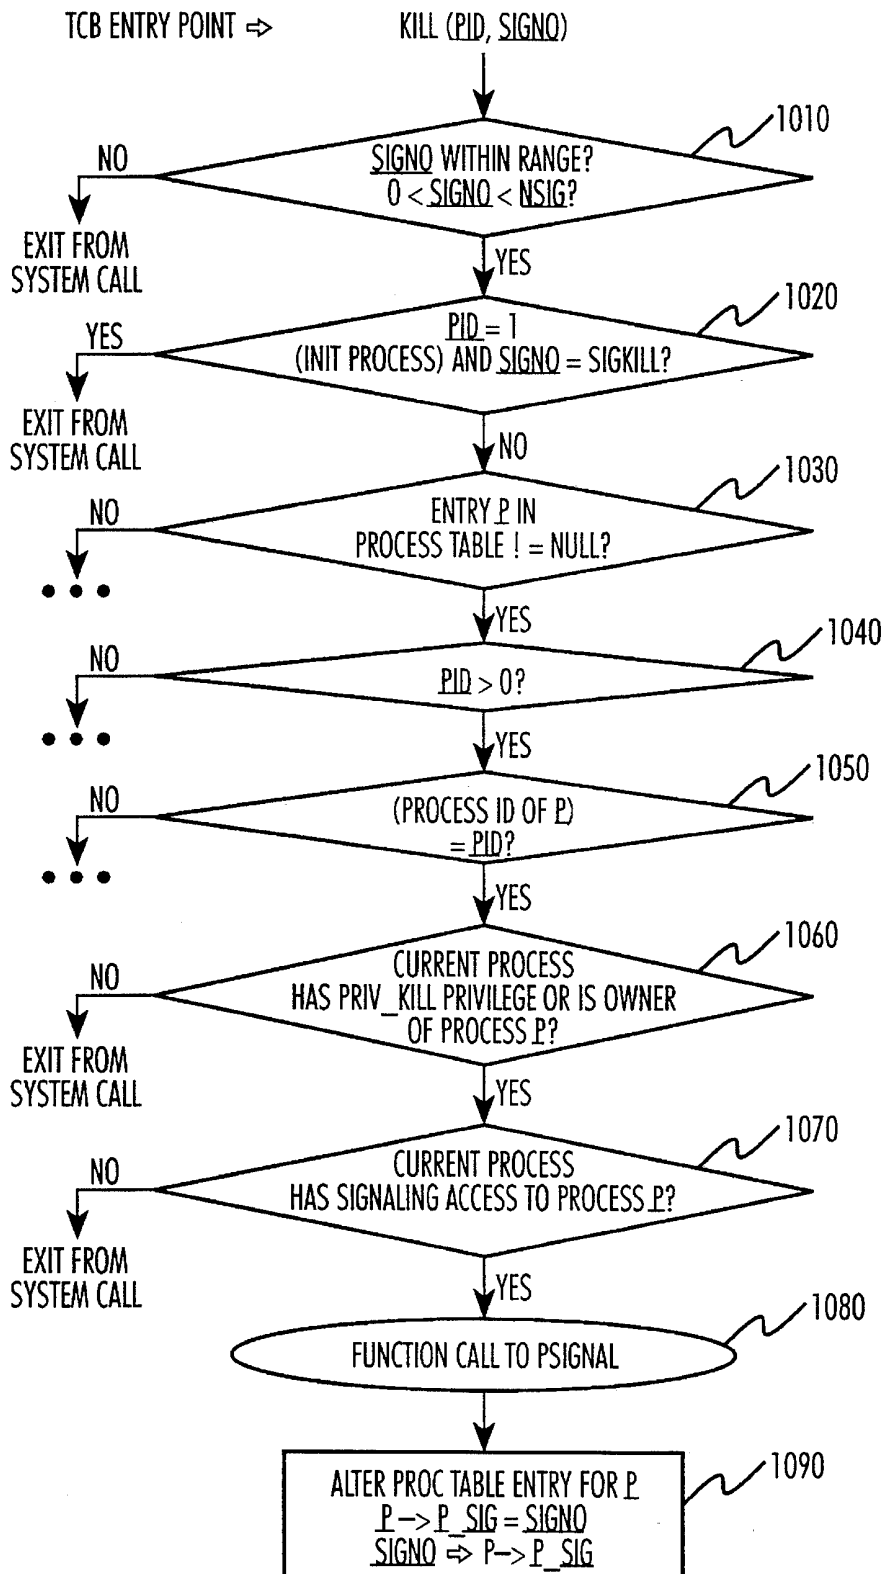 TCB ENTRY POINT ⇨ KILL (PID, SIGNO)
1010
SIGNO WITHIN RANGE?
0 < SIGNO < NSIG?
NO
EXIT FROM
SYSTEM CALL
YES
1020
PID = 1
(INIT PROCESS) AND SIGNO = SIGKILL?
YES
EXIT FROM
SYSTEM CALL
NO
1030
ENTRY P IN
PROCESS TABLE ! = NULL?
NO
• • •
YES
1040
PID > 0?
NO
• • •
YES
1050
(PROCESS ID OF P)
= PID?
NO
• • •
YES
1060
CURRENT PROCESS
HAS PRIV_KILL PRIVILEGE OR IS OWNER
OF PROCESS P?
NO
EXIT FROM
SYSTEM CALL
YES
1070
CURRENT PROCESS
HAS SIGNALING ACCESS TO PROCESS P?
NO
EXIT FROM
SYSTEM CALL
YES
1080
FUNCTION CALL TO PSIGNAL
1090
ALTER PROC TABLE ENTRY FOR P
P —> P_SIG = SIGNO
SIGNO ⇨ P—> P_SIG